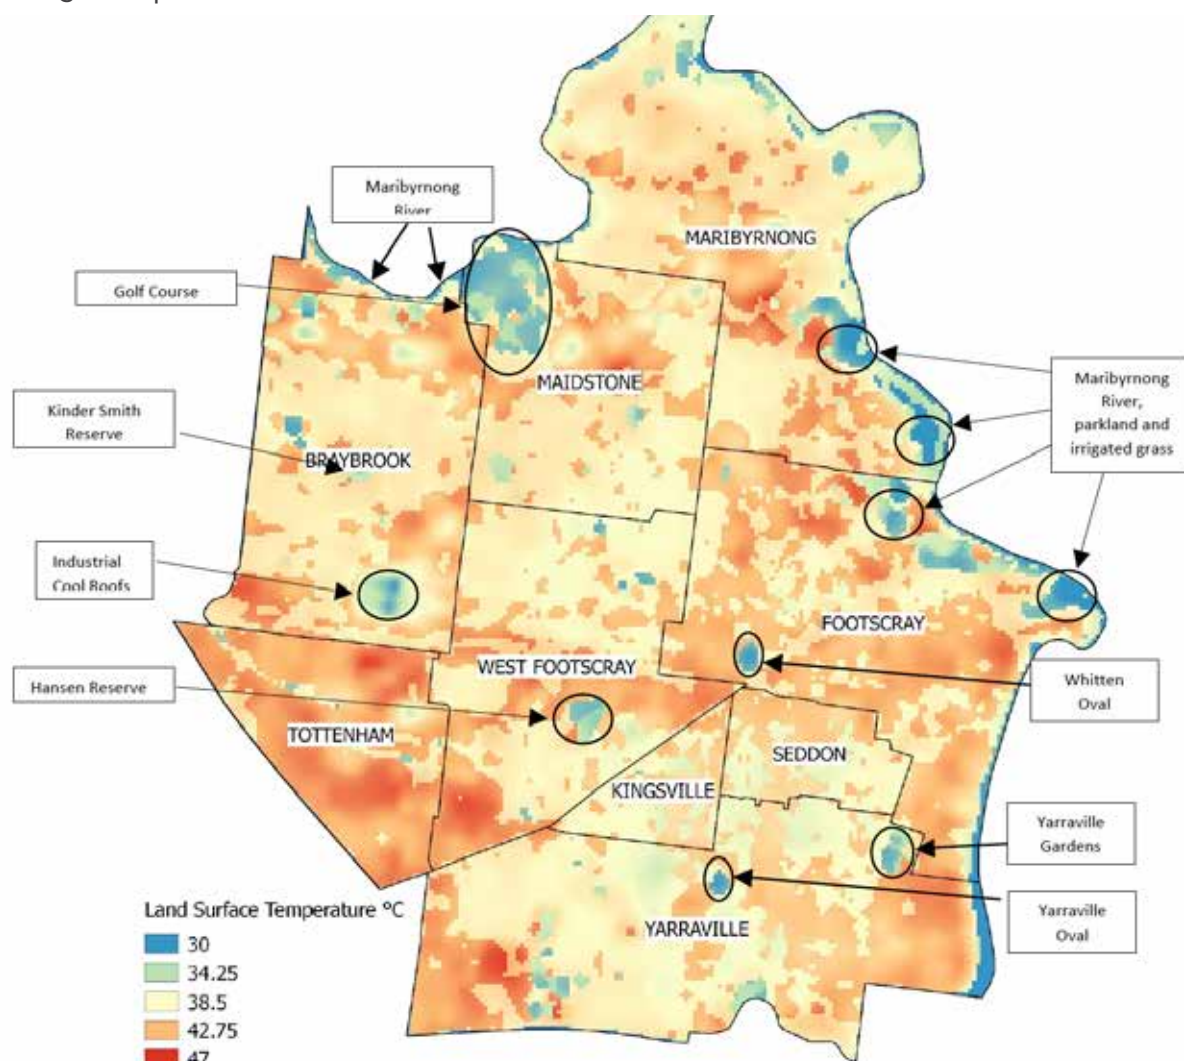 Maribyrnong
River
MARIBYRNONG
Golf Course
MAIDSTONE
Maribyrnong
River,
parkland and
irrigated grass
Kinder Smith
Reserve
BRAYBROOK
Industrial
Cool Roofs
FOOTSCRAY
WEST FOOTSCRAY
Hansen Reserve
Whitten
Oval
TOTTENHAM
SEDDON
KINGSVILLE
Yarraville
Gardens
Land Surface Temperature °C
YARRAVILLE
Yarraville
Oval
30
34.25
38.5
42.75
47